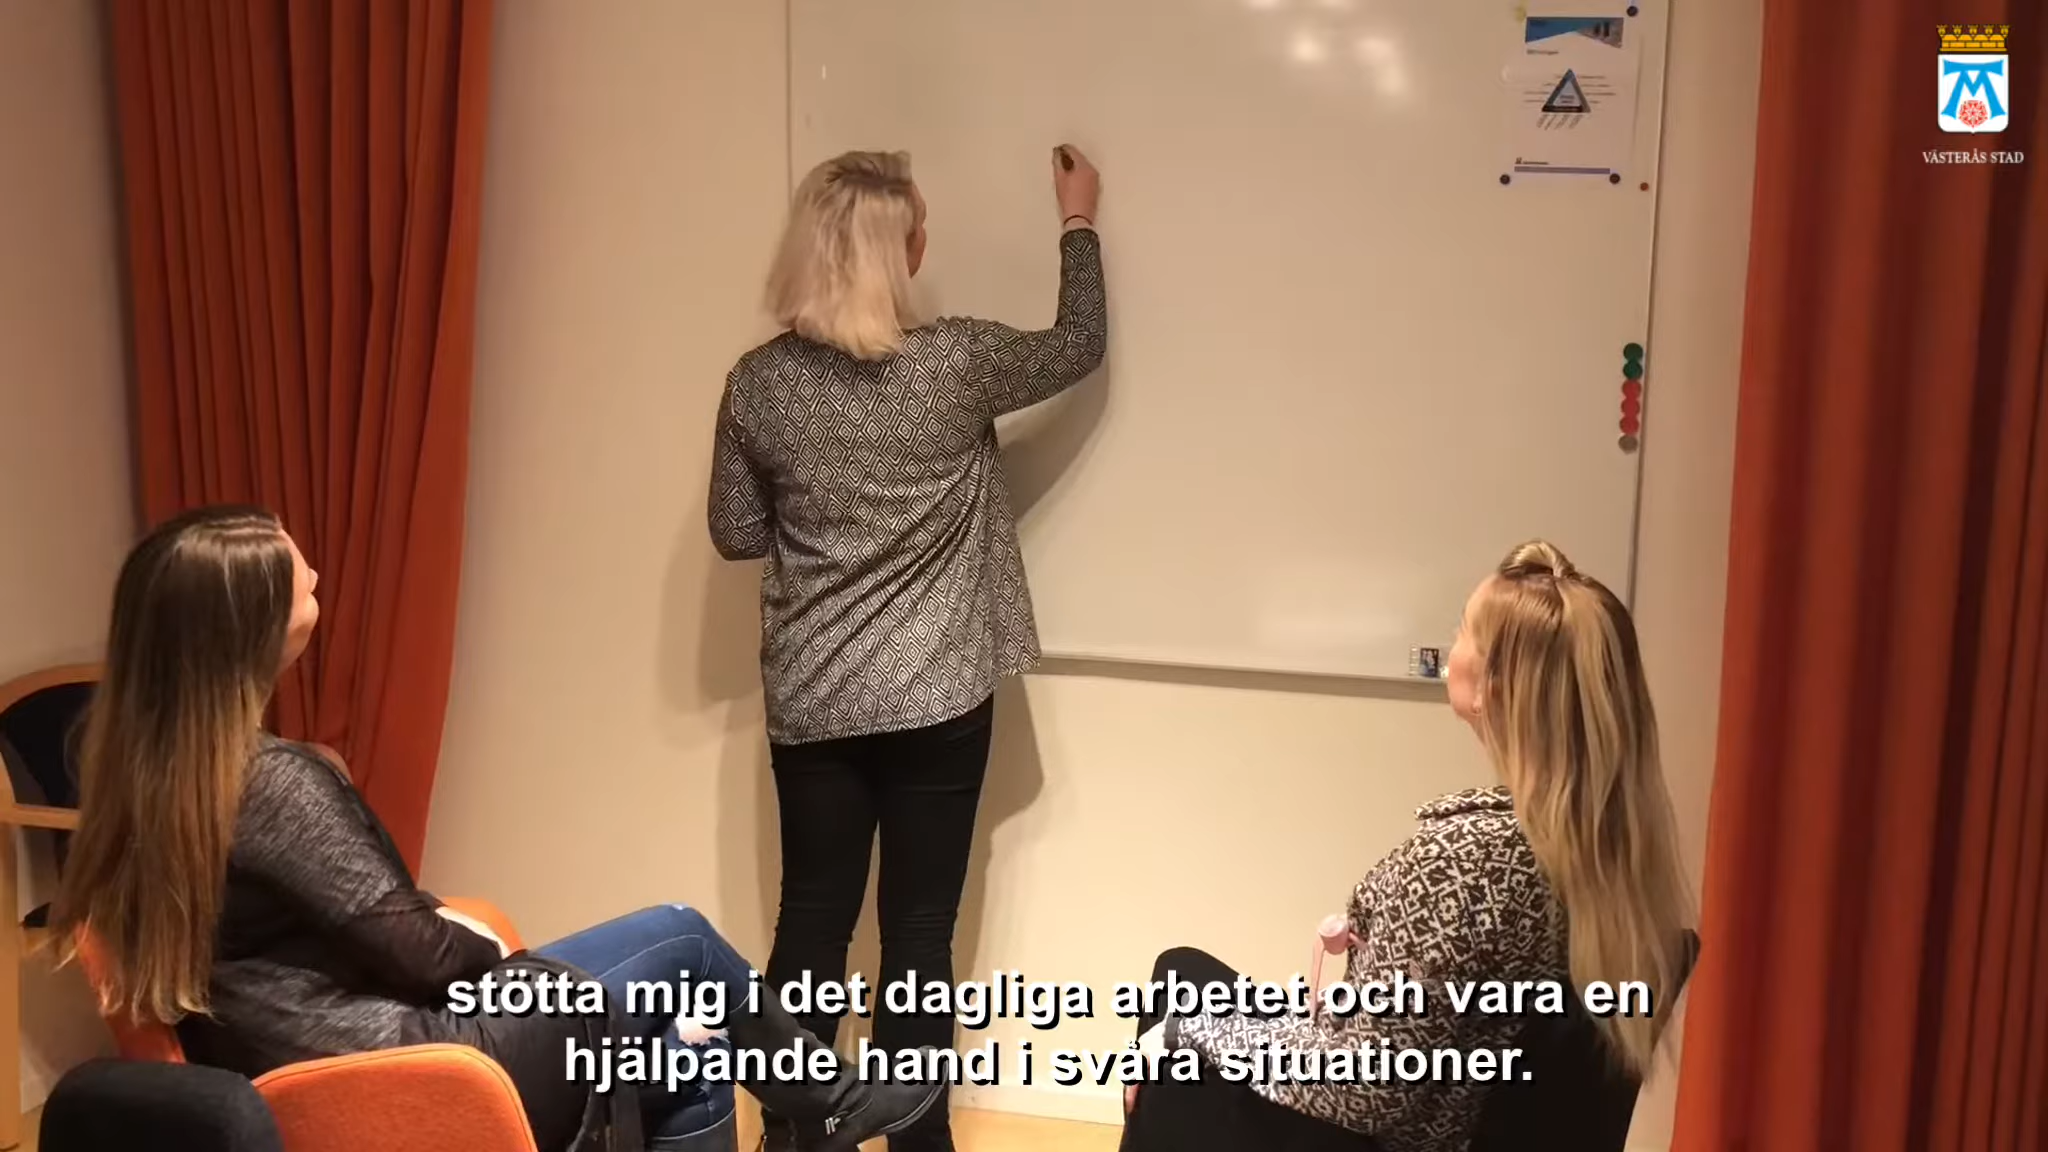 VÄSTERÅS STAD
stötta mig i det dagliga arbetet och vara en
hjälpande hand i svåra situationer.